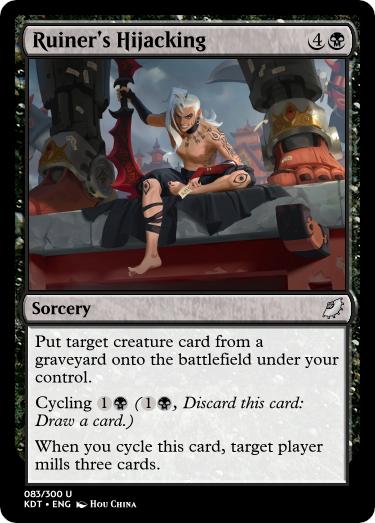 Ruiner's Hijacking 4
Sorcery
Put target creature card from a
graveyard onto the battlefield under your
control.
Cycling 1 (1, Discard this card:
Draw a card.)
When you cycle this card, target player
mills three cards.
083/300 U
KDT • ENG Hou China